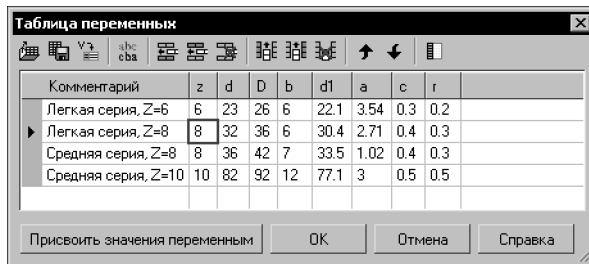 Таблица переменных
abc
cba
Комментарий z d D b d1 a c r
Легкая серия, Z=6 6 23 26 6 22.1 3.54 0.3 0.2
Легкая серия, Z=8 8 32 36 6 30.4 2.71 0.4 0.3
Средняя серия, Z=8 8 36 42 7 33.5 1.02 0.4 0.3
Средняя серия, Z=10 10 82 92 12 77.1 3 0.5 0.5
Присвоить значения переменным OK Отмена Справка